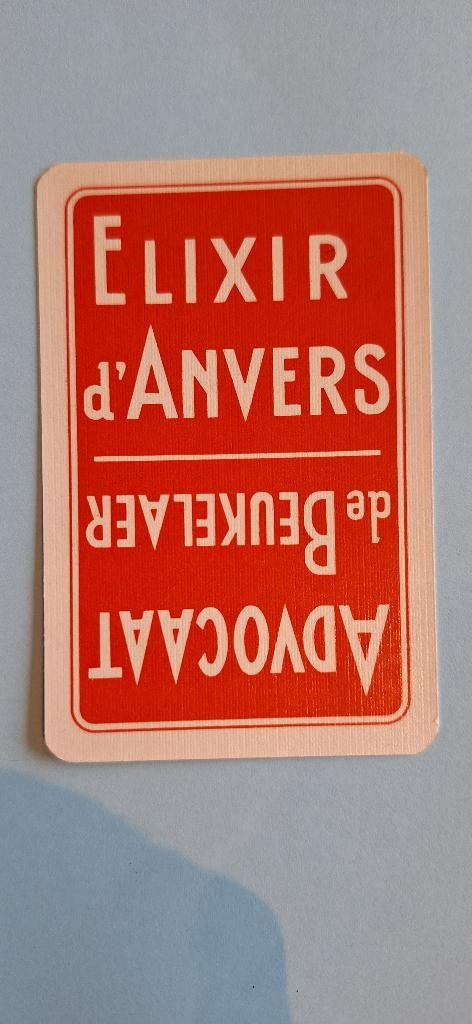 ELIXIR
d'ANVERS
ADVOCAAT
de BEUKELAER